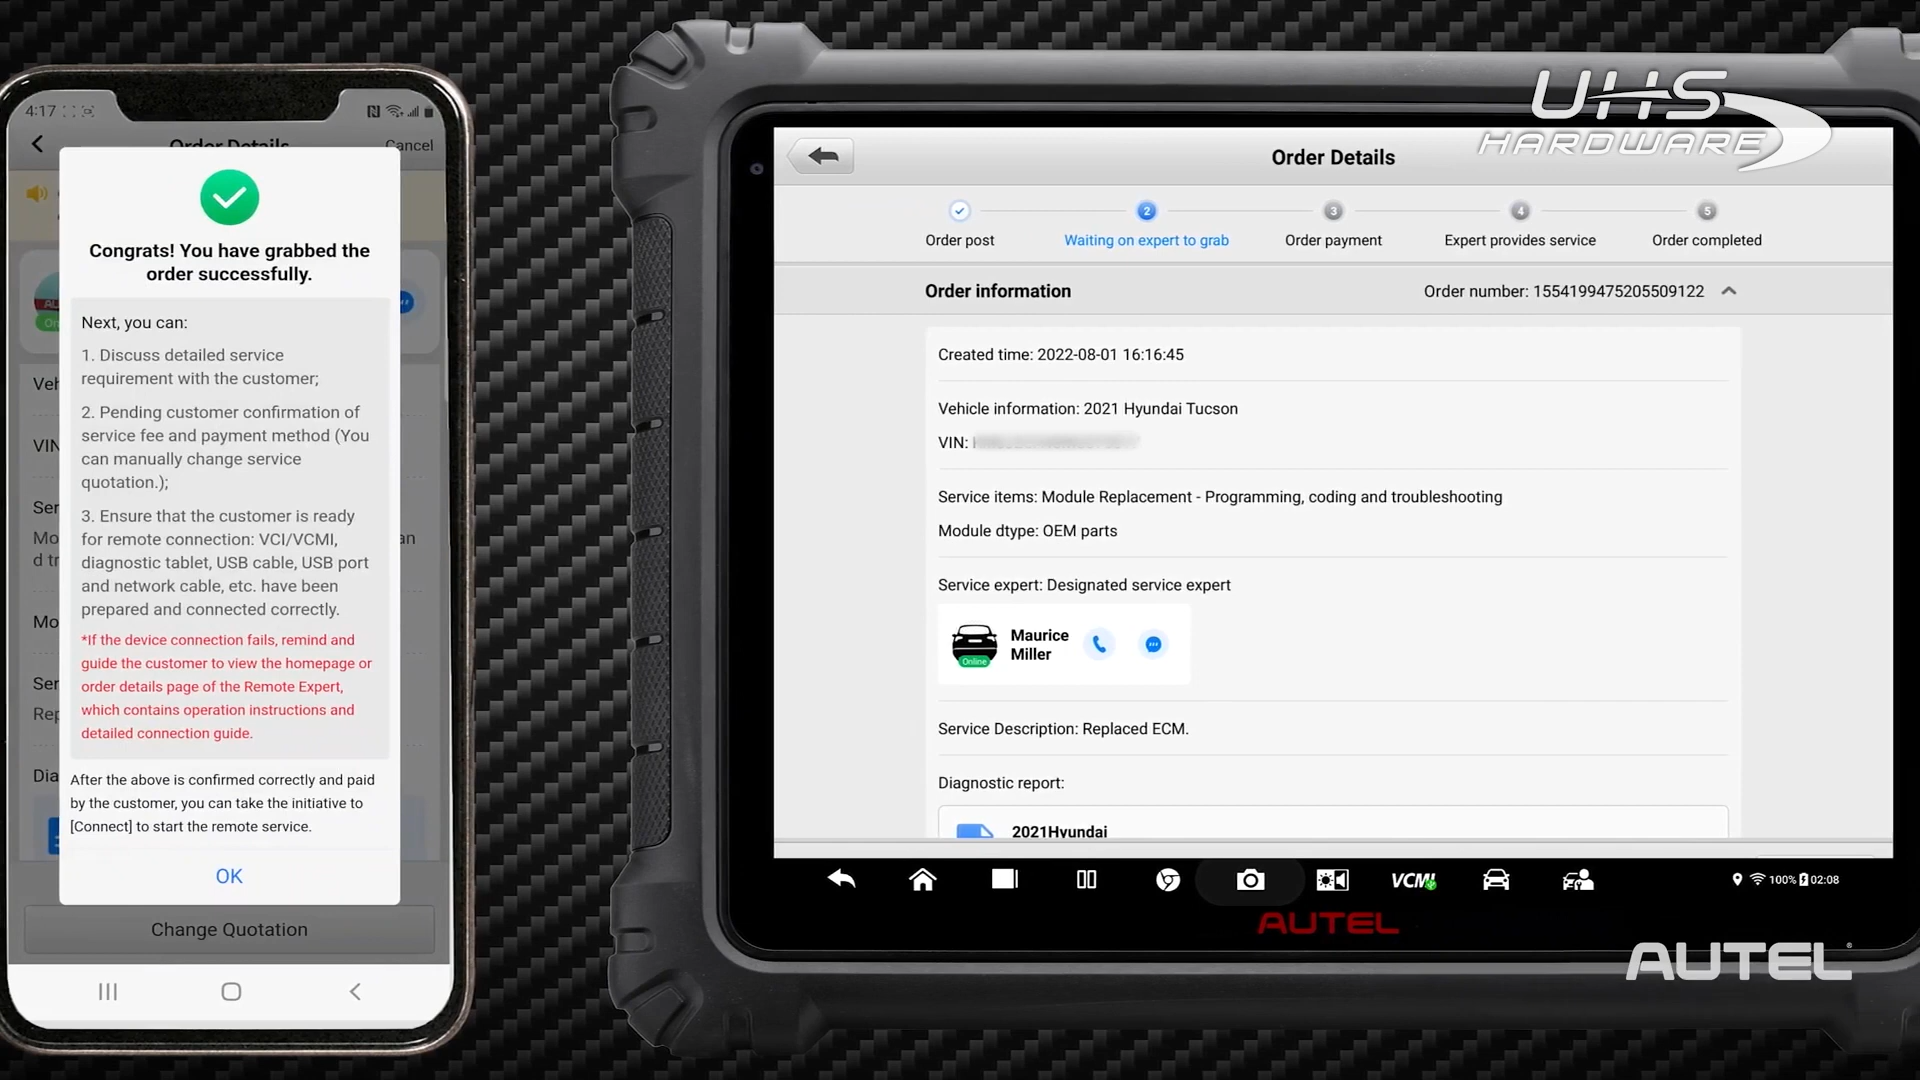 4:17
Order Details
Cancel
Congrats! You have grabbed the
order successfully.
Next, you can:
1. Discuss detailed service
requirement with the customer;
2. Pending customer confirmation of
service fee and payment method (You
can manually change service
quotation.);
3. Ensure that the customer is ready
for remote connection: VCI/VCMI,
diagnostic tablet, USB cable, USB port
and network cable, etc. have been
prepared and connected correctly.
*If the device connection fails, remind and
guide the customer to view the homepage or
order details page of the Remote Expert,
which contains operation instructions and
detailed connection guide.
After the above is confirmed correctly and paid
by the customer, you can take the initiative to
[Connect] to start the remote service.
OK
Change Quotation
UHS
HARDWARE
Order Details
2 3 4 5
Order post Waiting on expert to grab Order payment Expert provides service Order completed
Order information Order number: 1554199475205509122
Created time: 2022-08-01 16:16:45
Vehicle information: 2021 Hyundai Tucson
VIN:
Service items: Module Replacement - Programming, coding and troubleshooting
Module dtype: OEM parts
Service expert: Designated service expert
Maurice
Miller
Online
Service Description: Replaced ECM.
Diagnostic report:
2021Hyundai
VCMI
100% 02:08
AUTEL
AUTEL